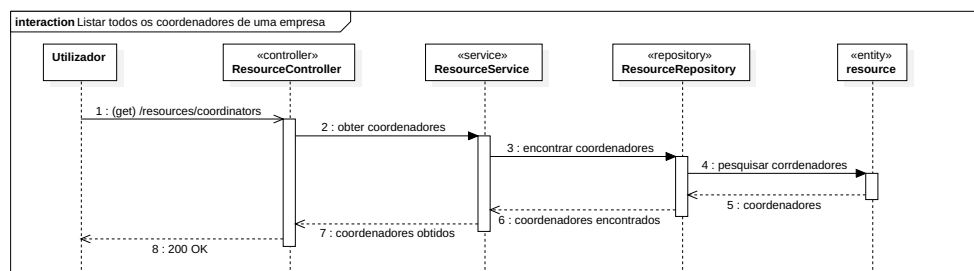 interaction Listar todos os coordenadores de uma empresa
Utilizador
«controller»
ResourceController
«service»
ResourceService
«repository»
ResourceRepository
«entity»
resource
1 : (get) /resources/coordinators
2 : obter coordenadores
3 : encontrar coordenadores
4 : pesquisar corrdenadores
5 : coordenadores
6 : coordenadores encontrados
7 : coordenadores obtidos
8 : 200 OK